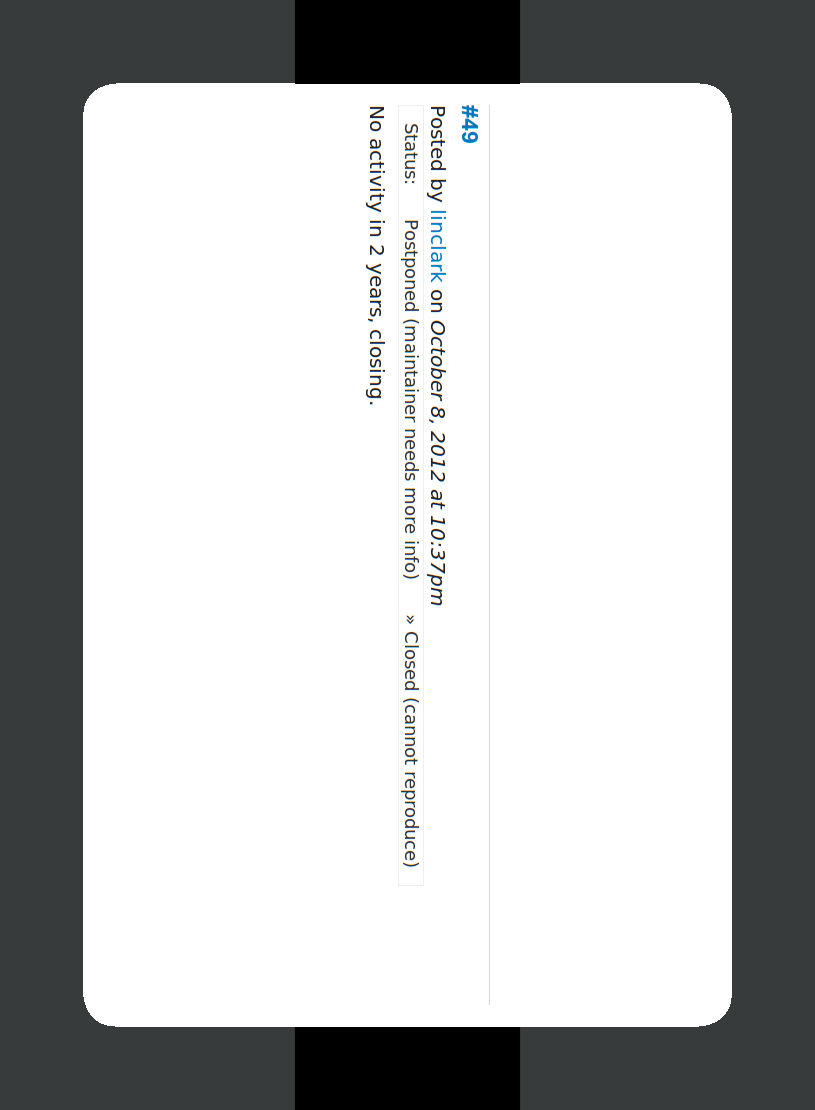 #49
Posted by linclark on October 8, 2012 at 10:37pm
Status: Postponed (maintainer needs more info) » Closed (cannot reproduce)
No activity in 2 years, closing.